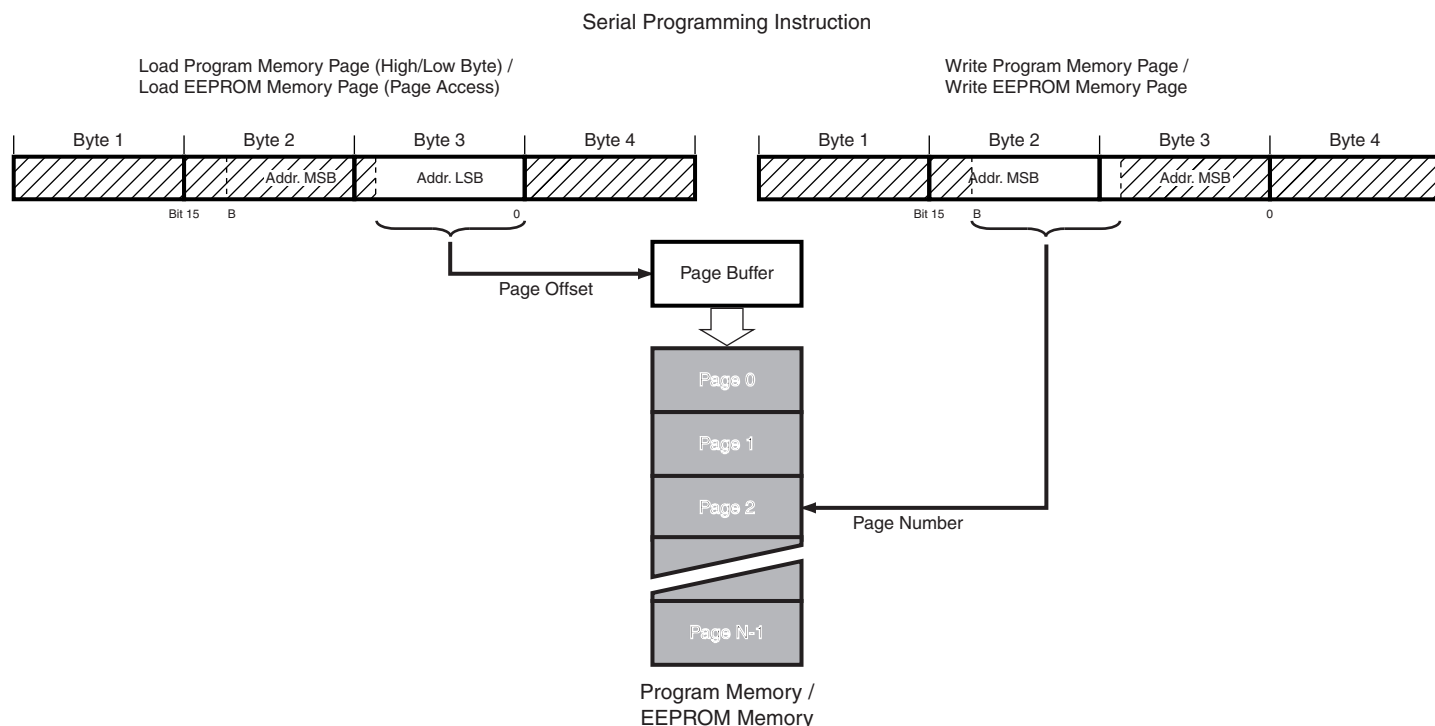 Serial Programming Instruction
Load Program Memory Page (High/Low Byte) /
Load EEPROM Memory Page (Page Access)
Write Program Memory Page /
Write EEPROM Memory Page
Byte 1 Byte 2 Byte 3 Byte 4
Byte 1 Byte 2 Byte 3 Byte 4
Addr. MSB Addr. LSB
Addr. MSB Addr. MSB
Bit 15 B 0
Bit 15 B 0
Page Buffer
Page Offset
Page 0
Page 1
Page 2
Page Number
Page N-1
Program Memory /
EEPROM Memory